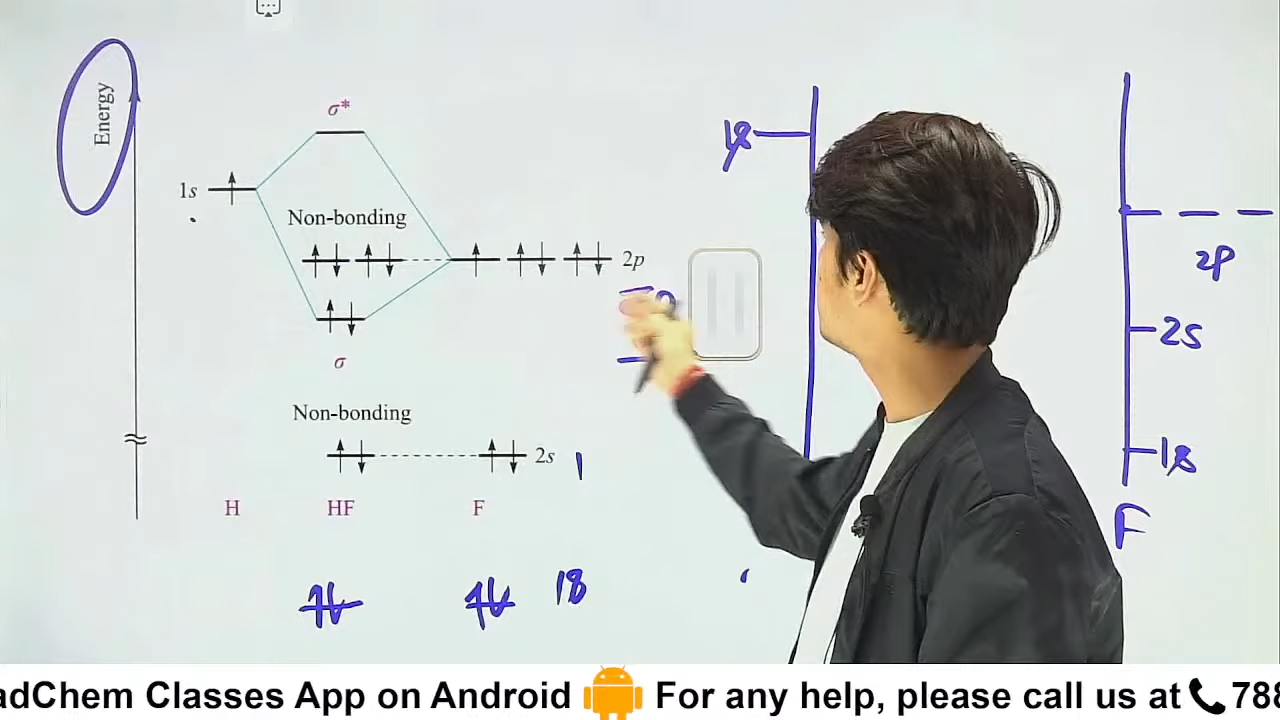 Energy
σ*
1s
Non-bonding
2p
σ
Non-bonding
2s
H HF F
1s
1s
2p
2s
1s
F
adChem Classes App on Android For any help, please call us at 788